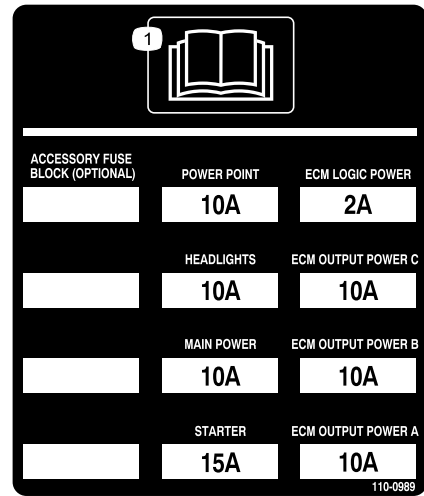 1
ACCESSORY FUSE
BLOCK (OPTIONAL)
POWER POINT
ECM LOGIC POWER
10A
2A
HEADLIGHTS
ECM OUTPUT POWER C
10A
10A
MAIN POWER
ECM OUTPUT POWER B
10A
10A
STARTER
ECM OUTPUT POWER A
15A
10A
110-0989